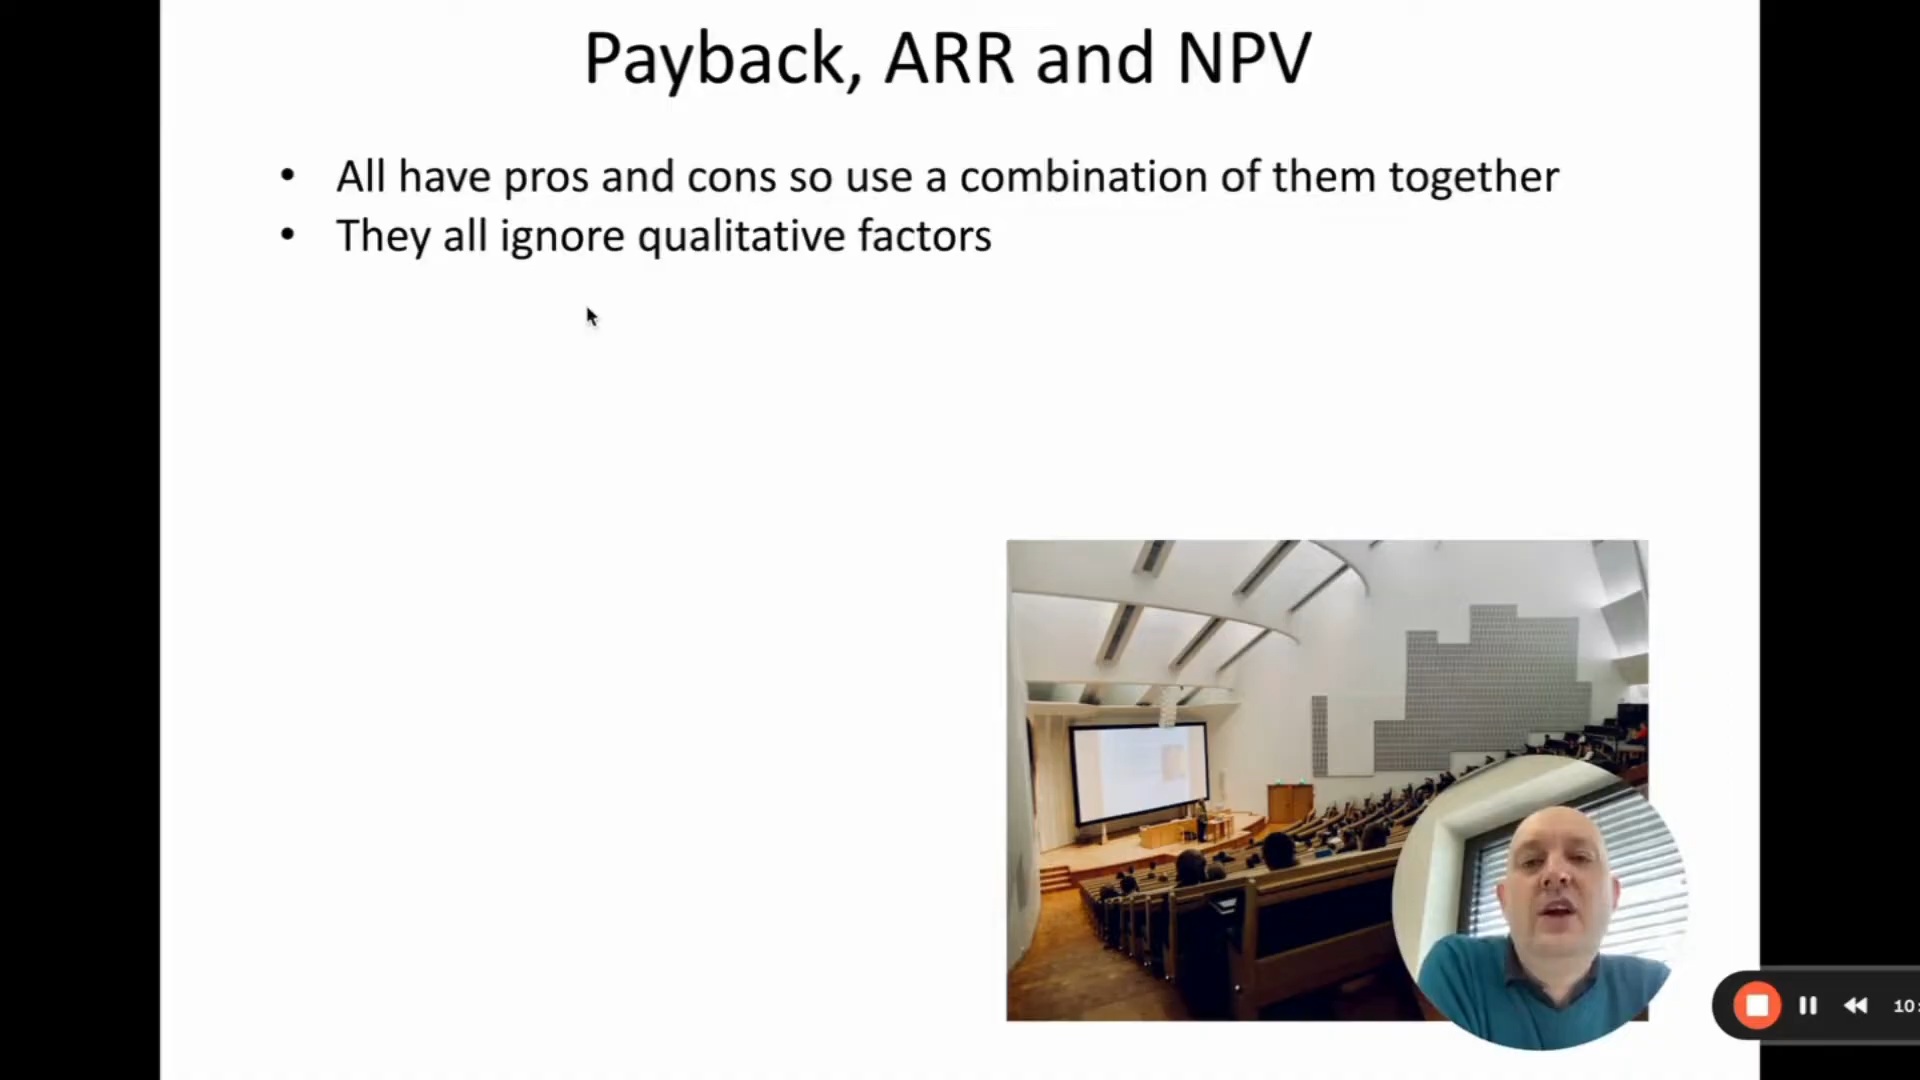 Payback, ARR and NPV
• All have pros and cons so use a combination of them together
• They all ignore qualitative factors
10: